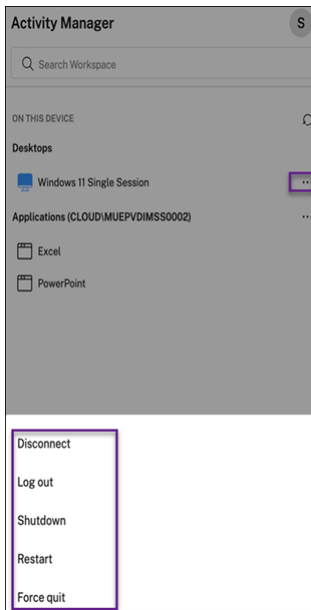 Activity Manager
S
Search Workspace
ON THIS DEVICE
Desktops
Windows 11 Single Session
Applications (CLOUD\MUEPVDIMSS0002)
Excel
PowerPoint
Disconnect
Log out
Shutdown
Restart
Force quit